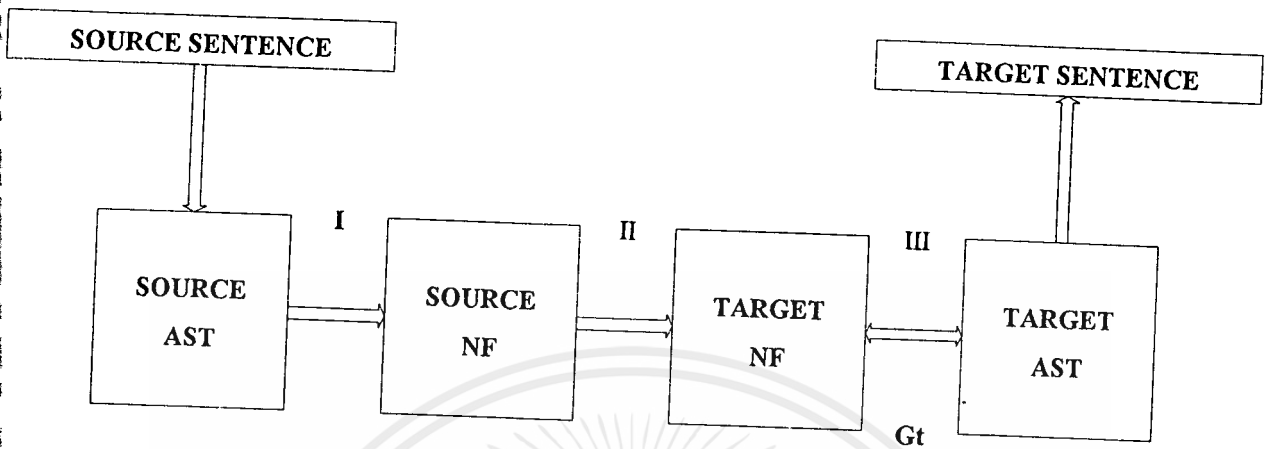 SOURCE SENTENCE
TARGET SENTENCE
I
II
III
SOURCE
AST
SOURCE
NF
TARGET
NF
TARGET
AST
Gt